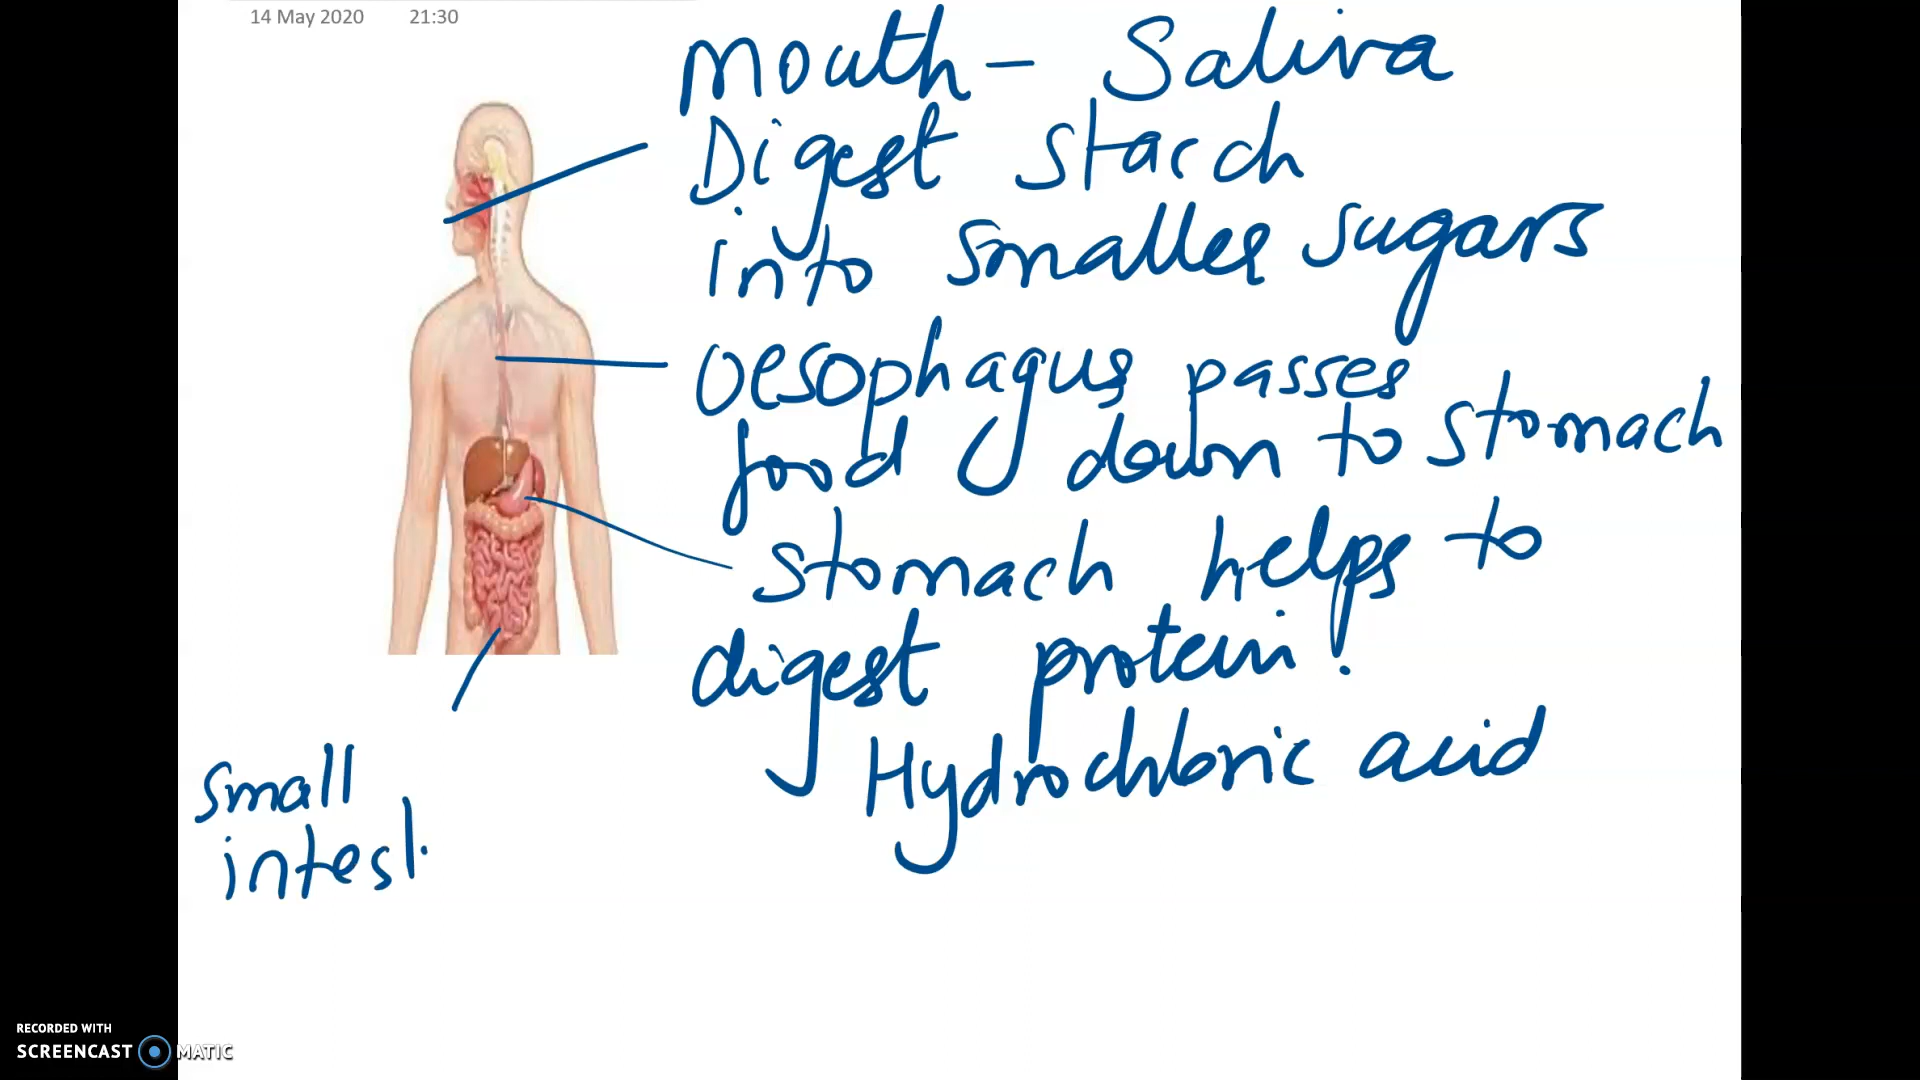 14 May 2020 21:30
Mouth - Saliva
Digest starch
into smaller sugars
Oesophagus passes
food down to stomach
Stomach helps to
digest protein.
Hydrochloric acid
Small
intest
RECORDED WITH
SCREENCAST MATIC